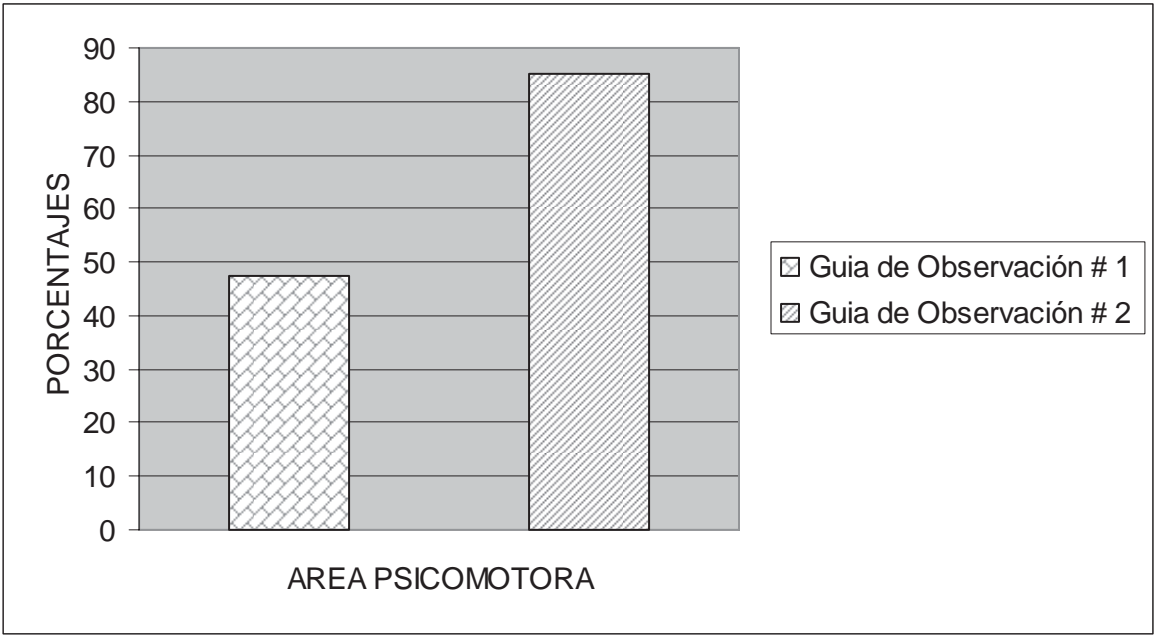 90
80
70
60
50
40
30
20
10
0
PORCENTAJES
AREA PSICOMOTORA
Guia de Observación # 1
Guia de Observación # 2